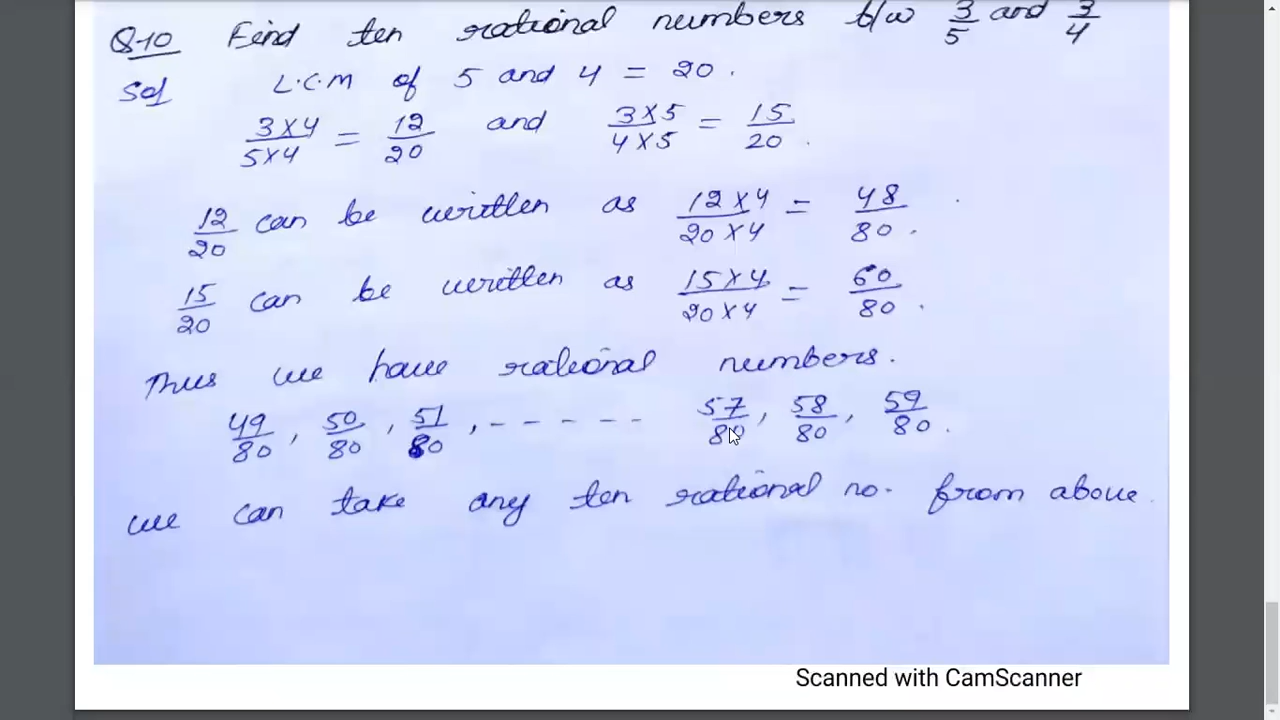 Q-10 Find ten rational numbers b/w 3/5 and 3/4
Sol L.C.M of 5 and 4 = 20.
3×4/5×4 = 12/20 and 3×5/4×5 = 15/20.
12/20 can be written as 12×4/20×4 = 48/80.
15/20 can be written as 15×4/20×4 = 60/80.
Thus we have rational numbers.
49/80, 50/80, 51/80, - - - - - 57/80, 58/80, 59/80.
we can take any ten rational no. from above.
Scanned with CamScanner